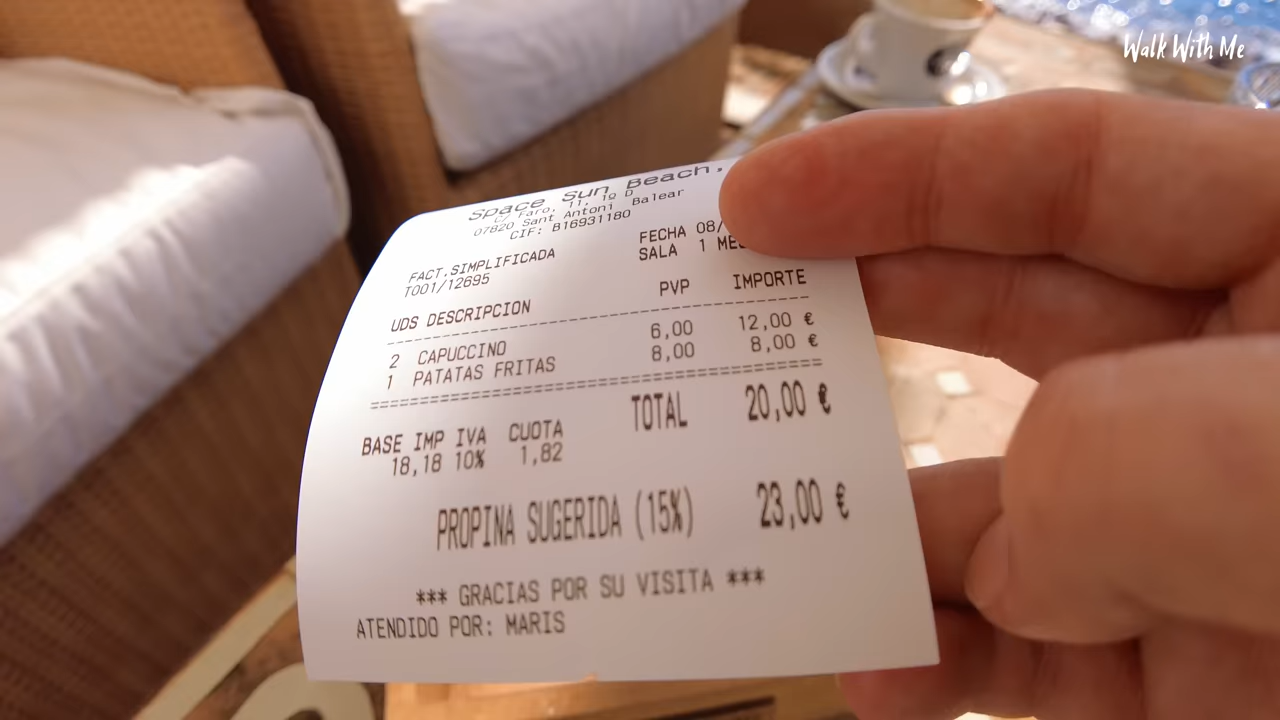 Walk With Me
Space Sun Beach,
C/ Faro, 11, 1º D
07820 Sant Antoni Balear
CIF: B16931180
FACT.SIMPLIFICADA
T001/12695
FECHA 08/
SALA 1
UDS DESCRIPCION PVP IMPORTE
2 CAPUCCINO 6,00 12,00 €
1 PATATAS FRITAS 8,00 8,00 €
TOTAL 20,00 €
BASE IMP IVA CUOTA
18,18 10% 1,82
PROPINA SUGERIDA (15%) 23,00 €
*** GRACIAS POR SU VISITA ***
ATENDIDO POR: MARIS